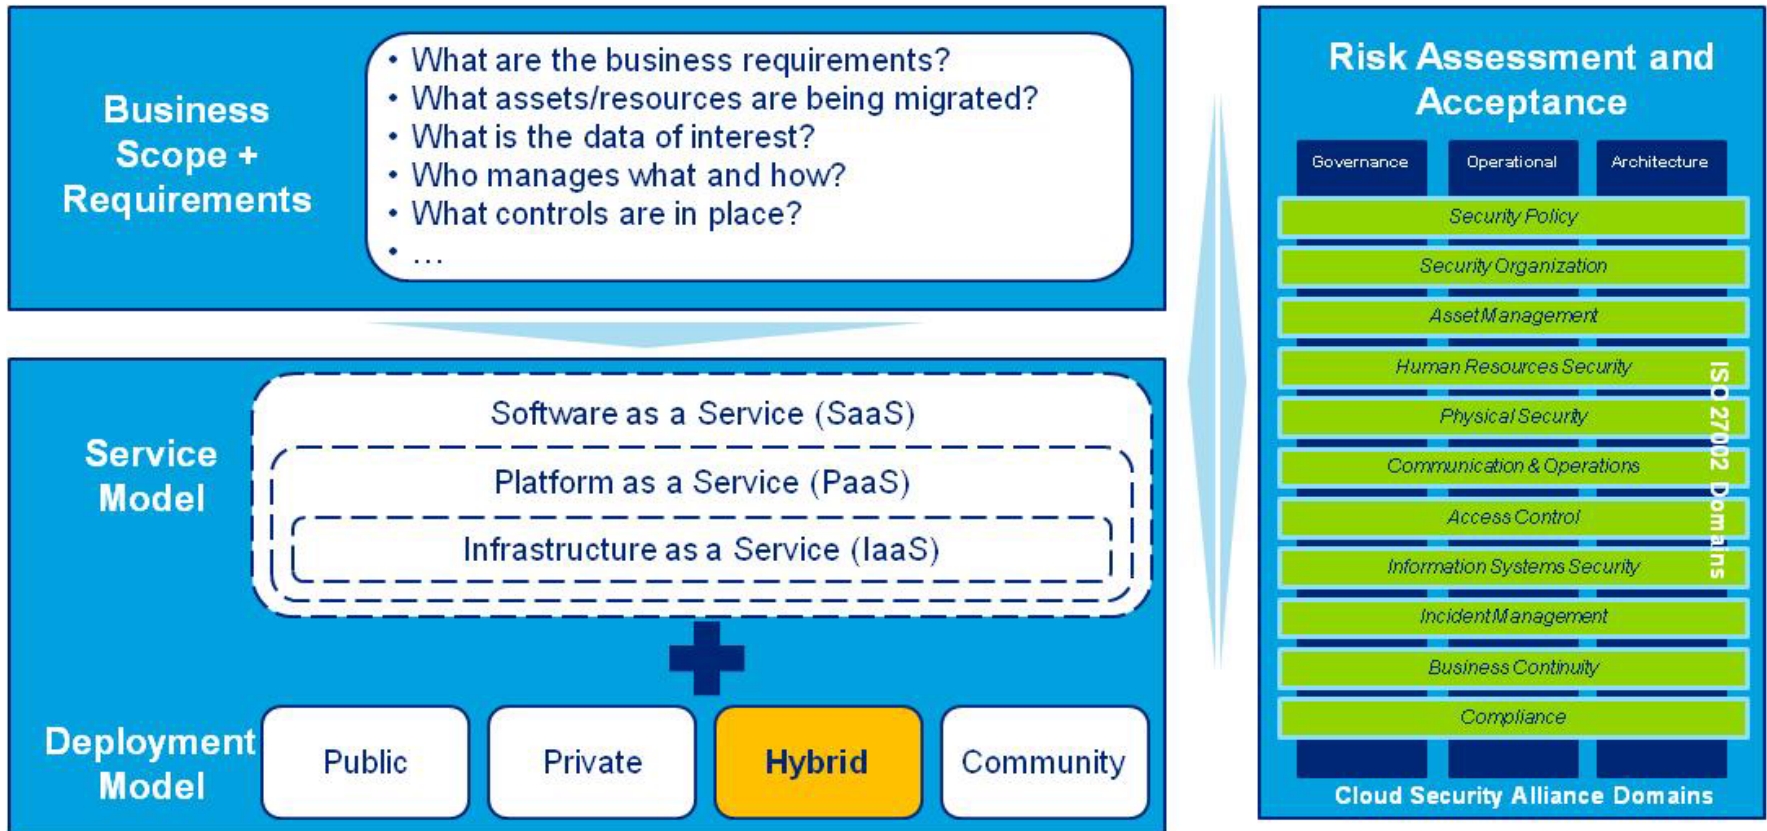 Business
Scope +
Requirements
• What are the business requirements?
• What assets/resources are being migrated?
• What is the data of interest?
• Who manages what and how?
• What controls are in place?
• …
Service
Model
Software as a Service (SaaS)
Platform as a Service (PaaS)
Infrastructure as a Service (IaaS)
Deployment
Model
Public
Private
Hybrid
Community
Risk Assessment and
Acceptance
Governance
Operational
Architecture
Security Policy
Security Organization
Asset Management
Human Resources Security
Physical Security
Communication & Operations
Access Control
Information Systems Security
Incident Management
Business Continuity
Compliance
ISO 27002 Domains
Cloud Security Alliance Domains